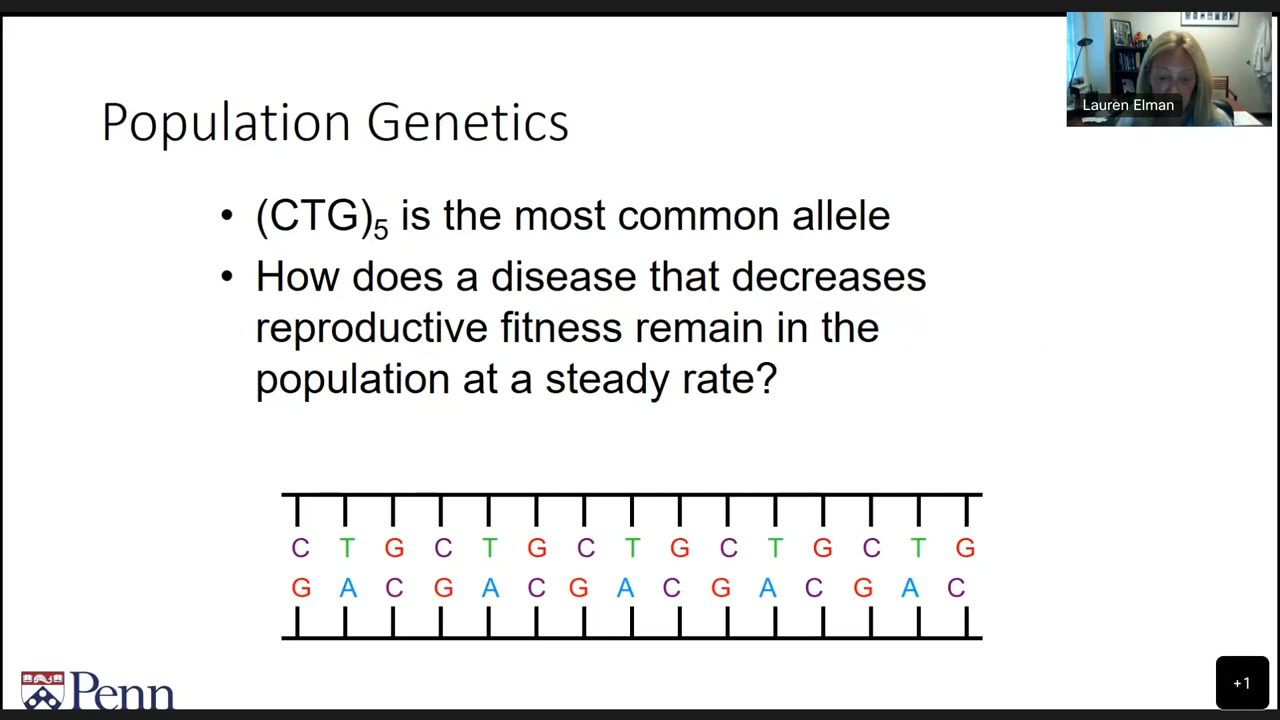 Lauren Elman
Population Genetics
• (CTG)5 is the most common allele
• How does a disease that decreases
reproductive fitness remain in the
population at a steady rate?
C T G C T G C T G C T G C T G
G A C G A C G A C G A C G A C
Penn
+1